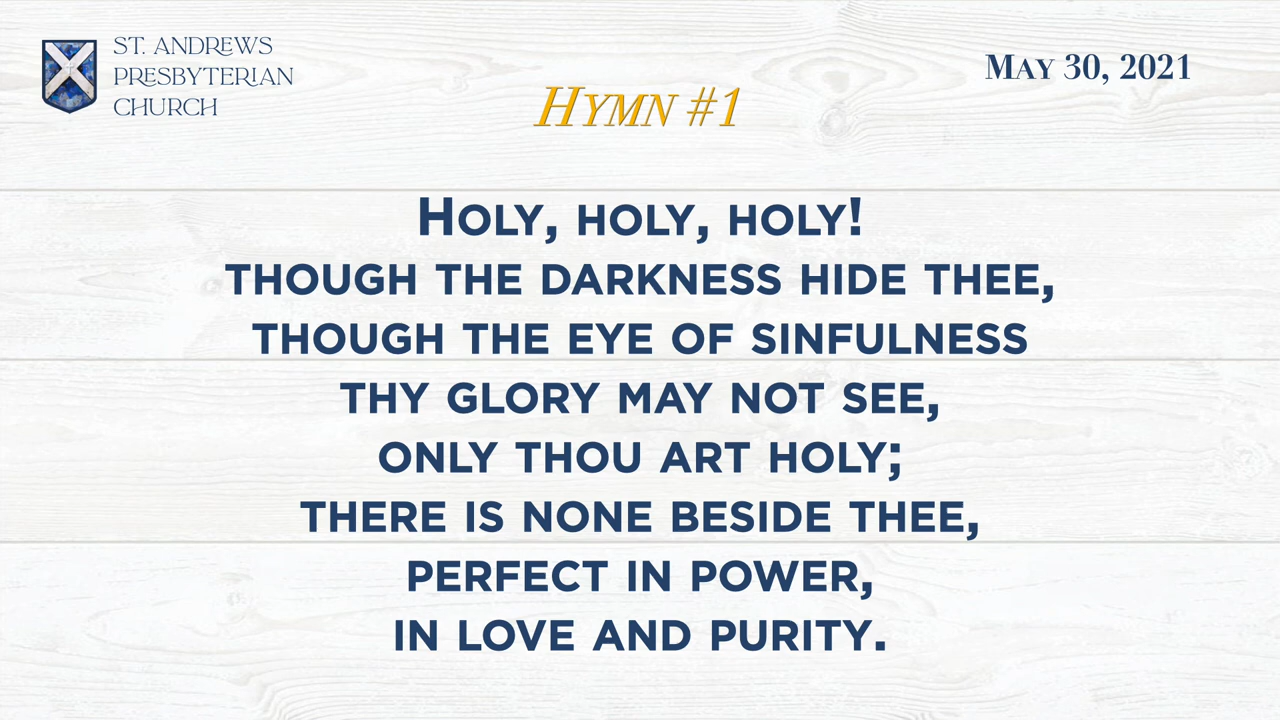 ST. ANDREWS
PRESBYTERIAN
CHURCH
MAY 30, 2021
HYMN #1
HOLY, HOLY, HOLY!
THOUGH THE DARKNESS HIDE THEE,
THOUGH THE EYE OF SINFULNESS
THY GLORY MAY NOT SEE,
ONLY THOU ART HOLY;
THERE IS NONE BESIDE THEE,
PERFECT IN POWER,
IN LOVE AND PURITY.